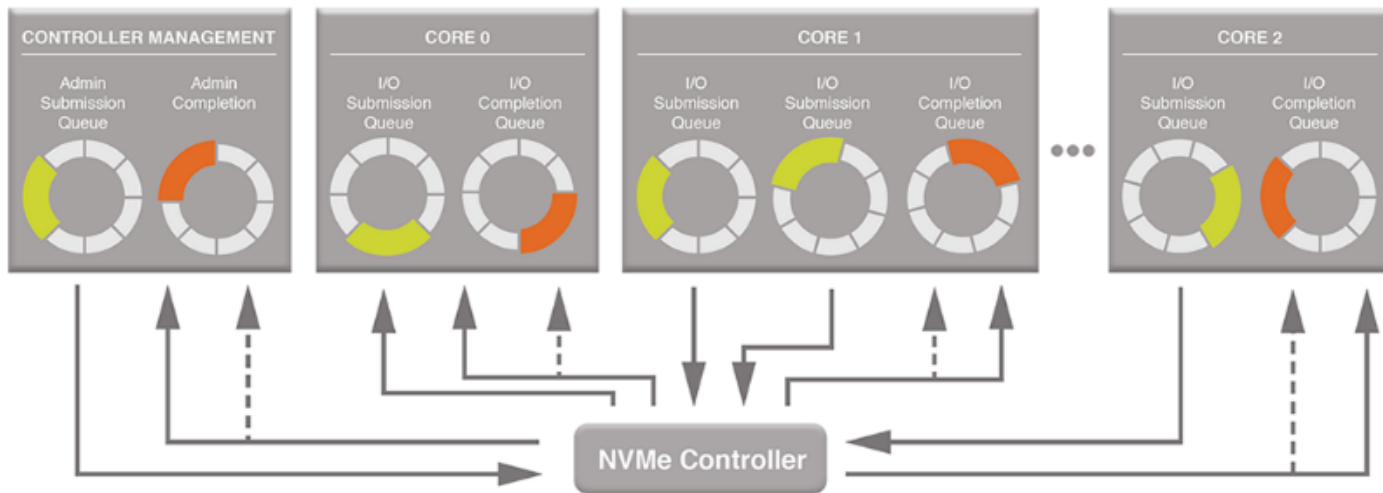 CONTROLLER MANAGEMENT
Admin
Submission
Queue
Admin
Completion
CORE 0
I/O
Submission
Queue
I/O
Completion
Queue
CORE 1
I/O
Submission
Queue
I/O
Submission
Queue
I/O
Completion
Queue
CORE 2
I/O
Submission
Queue
I/O
Completion
Queue
NVMe Controller